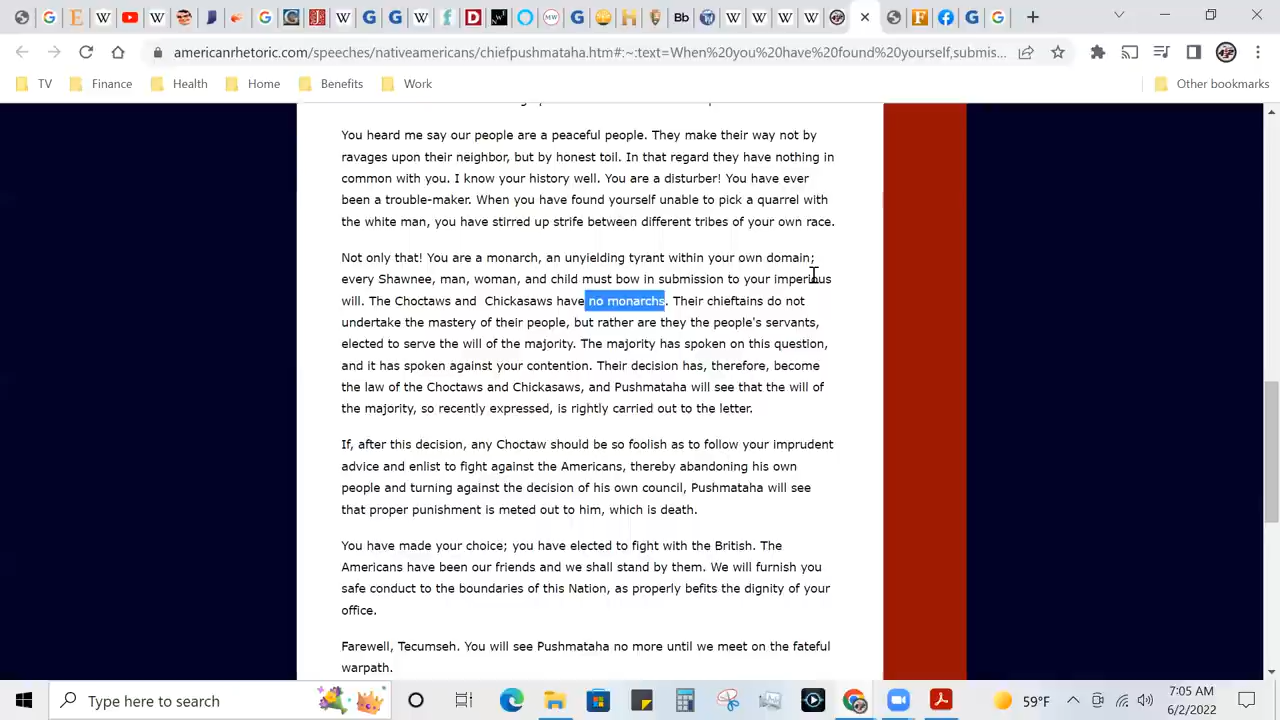 americanrhetoric.com/speeches/nativeamericans/chiefpushmataha.htm#:~:text=When%20you%20have%20found%20yourself,submis...
TV Finance Health Home Benefits Work Other bookmarks
You heard me say our people are a peaceful people. They make their way not by
ravages upon their neighbor, but by honest toil. In that regard they have nothing in
common with you. I know your history well. You are a disturber! You have ever
been a trouble-maker. When you have found yourself unable to pick a quarrel with
the white man, you have stirred up strife between different tribes of your own race.
Not only that! You are a monarch, an unyielding tyrant within your own domain;
every Shawnee, man, woman, and child must bow in submission to your imperious
will. The Choctaws and Chickasaws have no monarchs. Their chieftains do not
undertake the mastery of their people, but rather are they the people's servants,
elected to serve the will of the majority. The majority has spoken on this question,
and it has spoken against your contention. Their decision has, therefore, become
the law of the Choctaws and Chickasaws, and Pushmataha will see that the will of
the majority, so recently expressed, is rightly carried out to the letter.
If, after this decision, any Choctaw should be so foolish as to follow your imprudent
advice and enlist to fight against the Americans, thereby abandoning his own
people and turning against the decision of his own council, Pushmataha will see
that proper punishment is meted out to him, which is death.
You have made your choice; you have elected to fight with the British. The
Americans have been our friends and we shall stand by them. We will furnish you
safe conduct to the boundaries of this Nation, as properly befits the dignity of your
office.
Farewell, Tecumseh. You will see Pushmataha no more until we meet on the fateful
warpath.
Type here to search 59°F 7:05 AM
6/2/2022